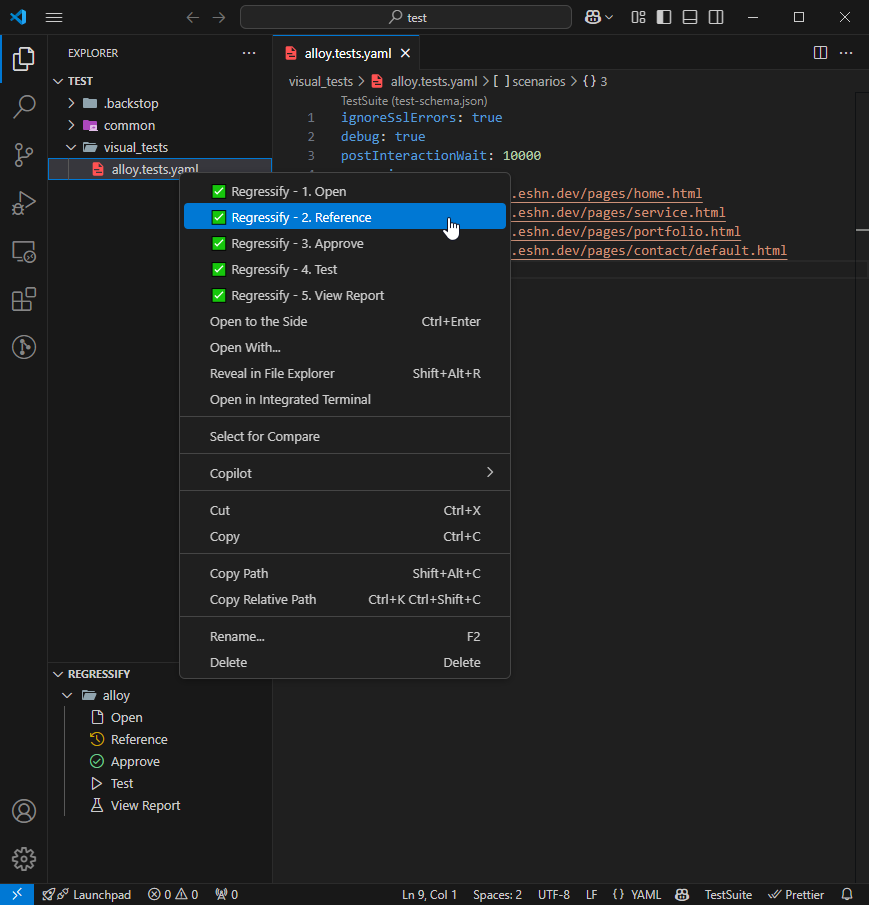 test
EXPLORER
TEST
.backstop
common
visual_tests
alloy.tests.yaml
alloy.tests.yaml
visual_tests > alloy.tests.yaml > [ ] scenarios > {} 3
TestSuite (test-schema.json)
1 ignoreSslErrors: true
2 debug: true
3 postInteractionWait: 10000
.eshn.dev/pages/home.html
.eshn.dev/pages/service.html
.eshn.dev/pages/portfolio.html
.eshn.dev/pages/contact/default.html
Regressify - 1. Open
Regressify - 2. Reference
Regressify - 3. Approve
Regressify - 4. Test
Regressify - 5. View Report
Open to the Side Ctrl+Enter
Open With...
Reveal in File Explorer Shift+Alt+R
Open in Integrated Terminal
Select for Compare
Copilot
Cut Ctrl+X
Copy Ctrl+C
Copy Path Shift+Alt+C
Copy Relative Path Ctrl+K Ctrl+Shift+C
Rename... F2
Delete Delete
REGRESSIFY
alloy
Open
Reference
Approve
Test
View Report
Launchpad 0 0 0 Ln 9, Col 1 Spaces: 2 UTF-8 LF {} YAML TestSuite Prettier